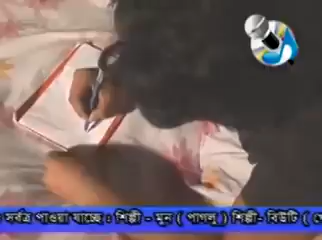 সর্বত্র পাওয়া যাচ্ছে : শিল্পী - মুন ( পাগলু ) শিল্পী- বিউটি (